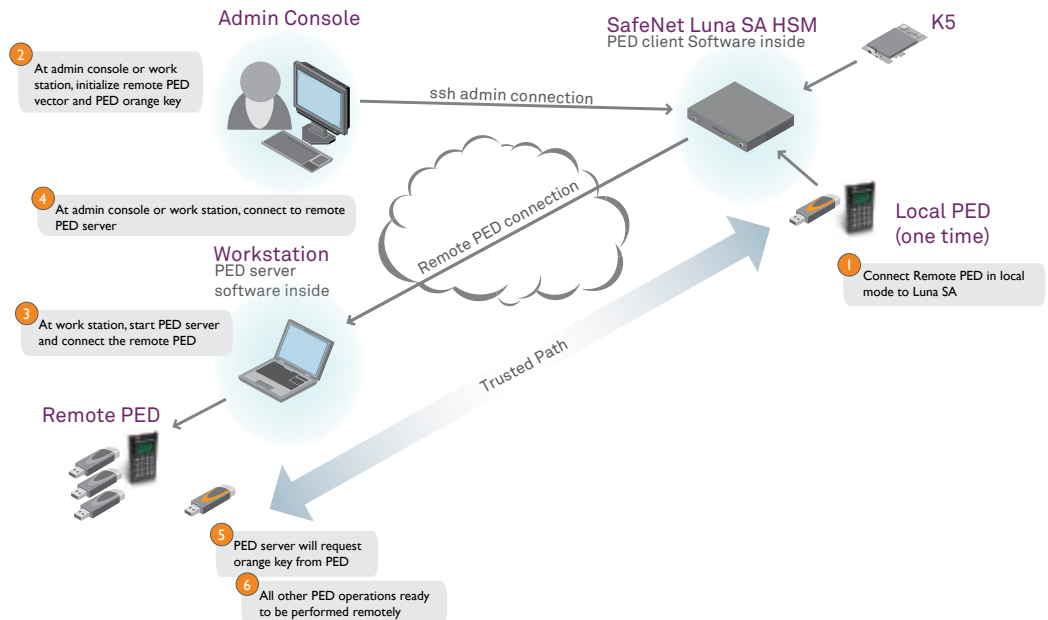 Admin Console
SafeNet Luna SA HSM
PED client Software inside
K5
2
At admin console or work
station, initialize remote PED
vector and PED orange key
ssh admin connection
4
At admin console or work station, connect to remote
PED server
Remote PED connection
Local PED
(one time)
1
Connect Remote PED in local
mode to Luna SA
Workstation
PED server
software inside
3
At work station, start PED server
and connect the remote PED
Trusted Path
Remote PED
5
PED server will request
orange key from PED
6
All other PED operations ready
to be performed remotely